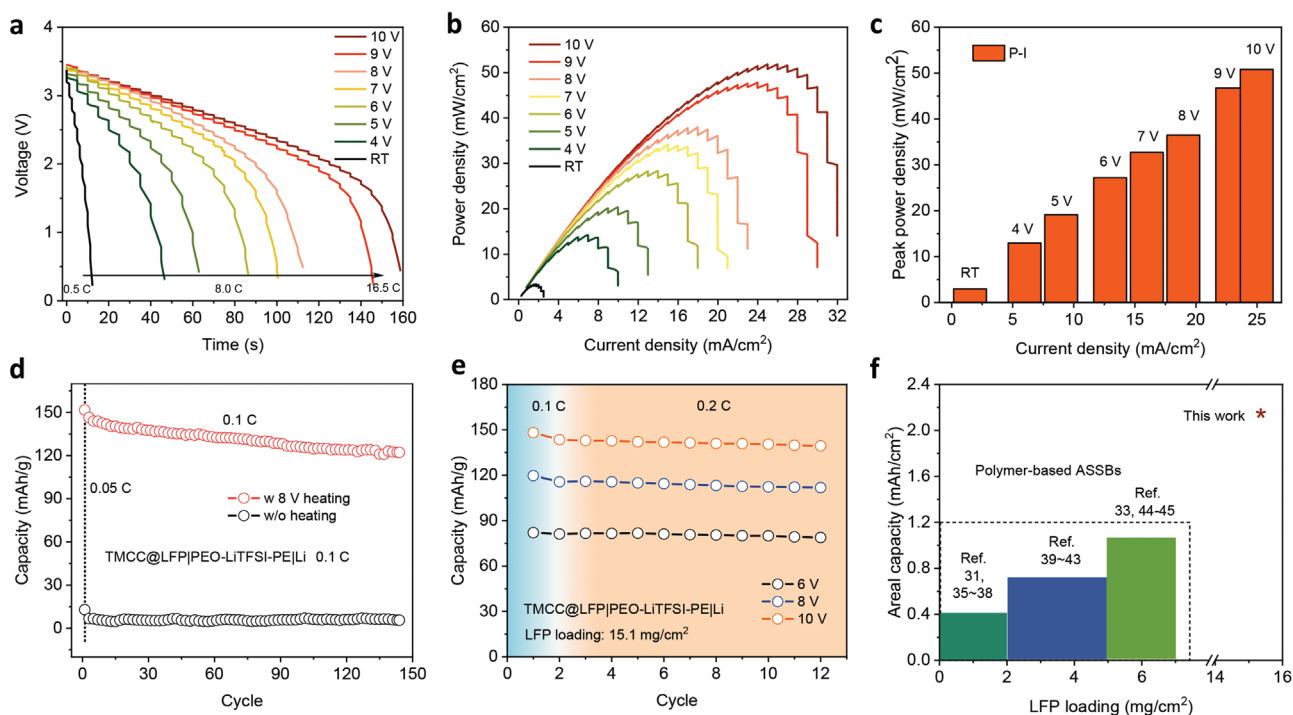 a
Voltage (V)
4
3
2
1
0
10 V
9 V
8 V
7 V
6 V
5 V
4 V
RT
0.5 C
8.0 C
16.5 C
0 20 40 60 80 100 120 140 160
Time (s)
b
Power density (mW/cm²)
60
50
40
30
20
10
0
10 V
9 V
8 V
7 V
6 V
5 V
4 V
RT
0 4 8 12 16 20 24 28 32
Current density (mA/cm²)
c
Peak power density (mW/cm²)
60
50
40
30
20
10
0
P-I
RT
4 V
5 V
6 V
7 V
8 V
9 V
10 V
0 5 10 15 20 25
Current density (mA/cm²)
d
Capacity (mAh/g)
150
120
90
60
30
0
0.1 C
0.05 C
w 8 V heating
w/o heating
TMCC@LFP|PEO-LiTFSI-PE|Li 0.1 C
0 30 60 90 120 150
Cycle
e
Capacity (mAh/g)
180
150
120
90
60
30
0
0.1 C
0.2 C
6 V
8 V
10 V
TMCC@LFP|PEO-LiTFSI-PE|Li
LFP loading: 15.1 mg/cm²
0 2 4 6 8 10 12
Cycle
f
Areal capacity (mAh/cm²)
2.4
2.0
1.6
1.2
0.8
0.4
0.0
This work *
Polymer-based ASSBs
Ref.
31,
35~38
Ref.
39~43
Ref.
33, 44-45
0 2 4 6 14 16
LFP loading (mg/cm²)